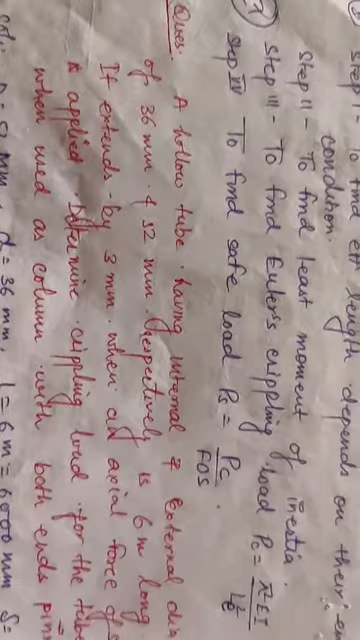 Step I - To find eff length depends on their e
condition.
Step II - To find least moment of inertia.
Step III - To find Euler's crippling load Pc = π²EI / Le²
Step IV To find safe load Ps = Pc / FOS.
Ques: A hollow tube having internal & external dia
of 36 mm & 52 mm respectively is 6m long.
It extends by 3 mm when an axial force of
is applied. Determine crippling load for the tube
when used as column with both ends pinn
mm, d = 36 mm, l = 6 m = 6000 mm δ =